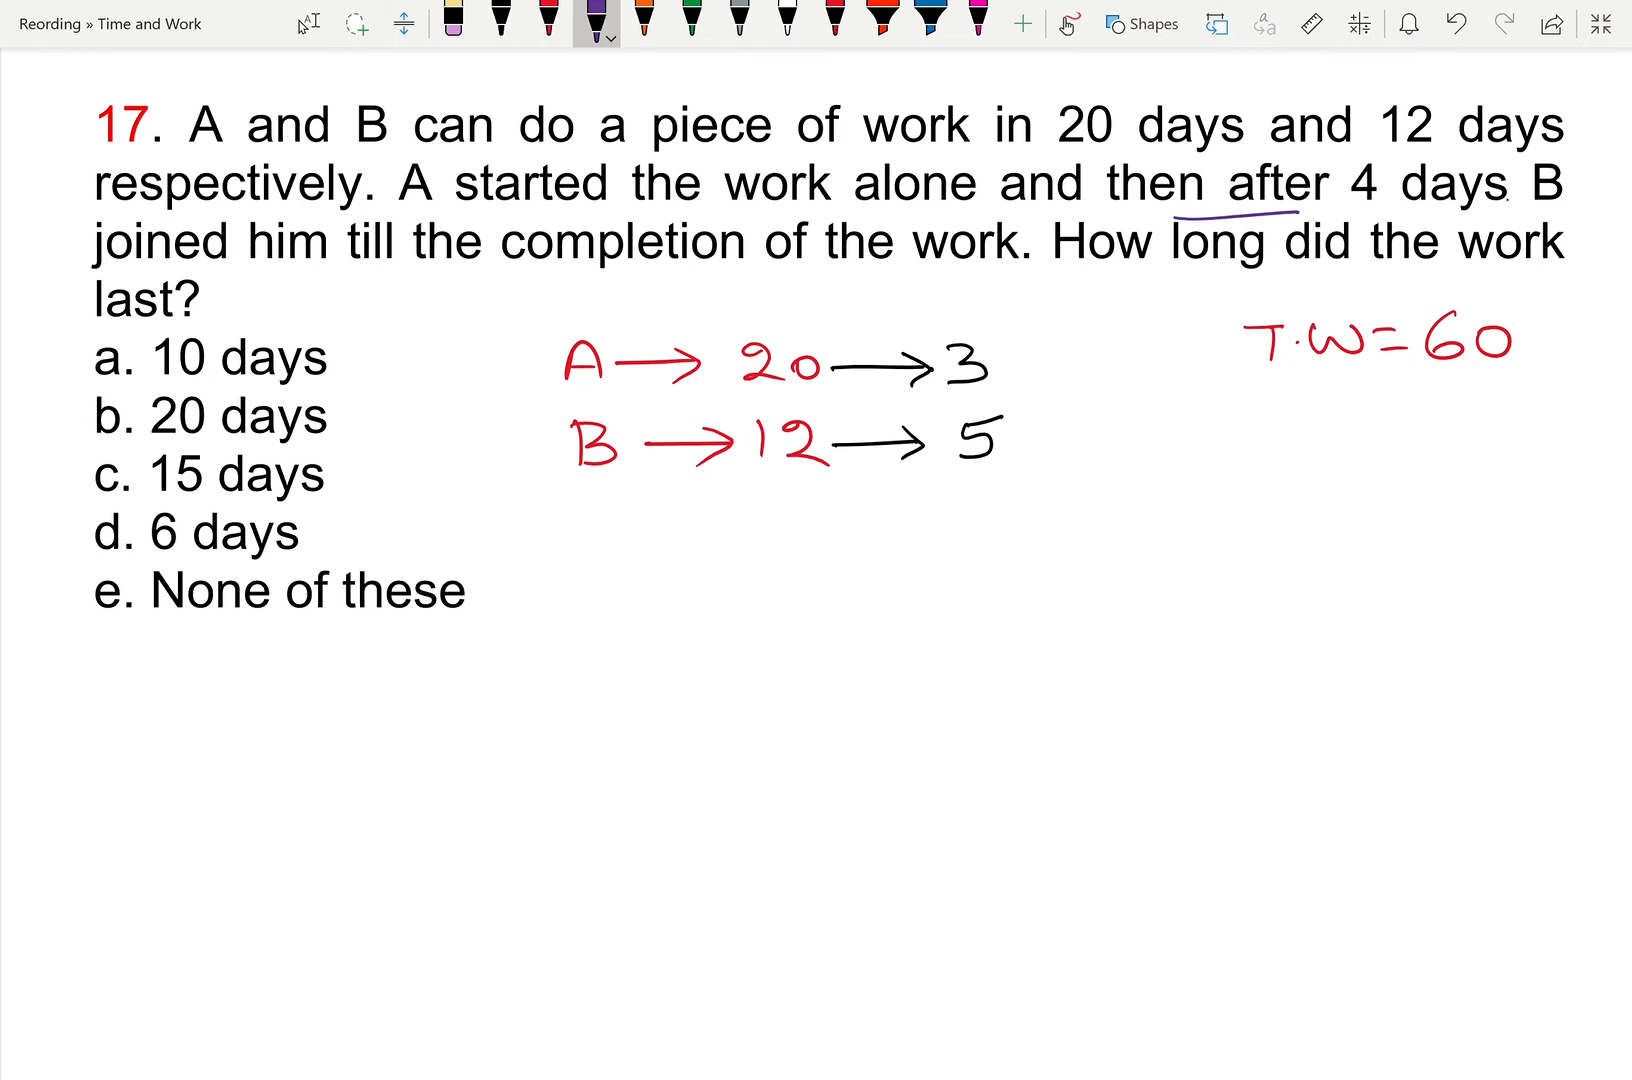 Reording » Time and Work
Shapes
17. A and B can do a piece of work in 20 days and 12 days
respectively. A started the work alone and then after 4 days B
joined him till the completion of the work. How long did the work
last?
T.W=60
a. 10 days
A → 20 → 3
b. 20 days
B → 12 → 5
c. 15 days
d. 6 days
e. None of these